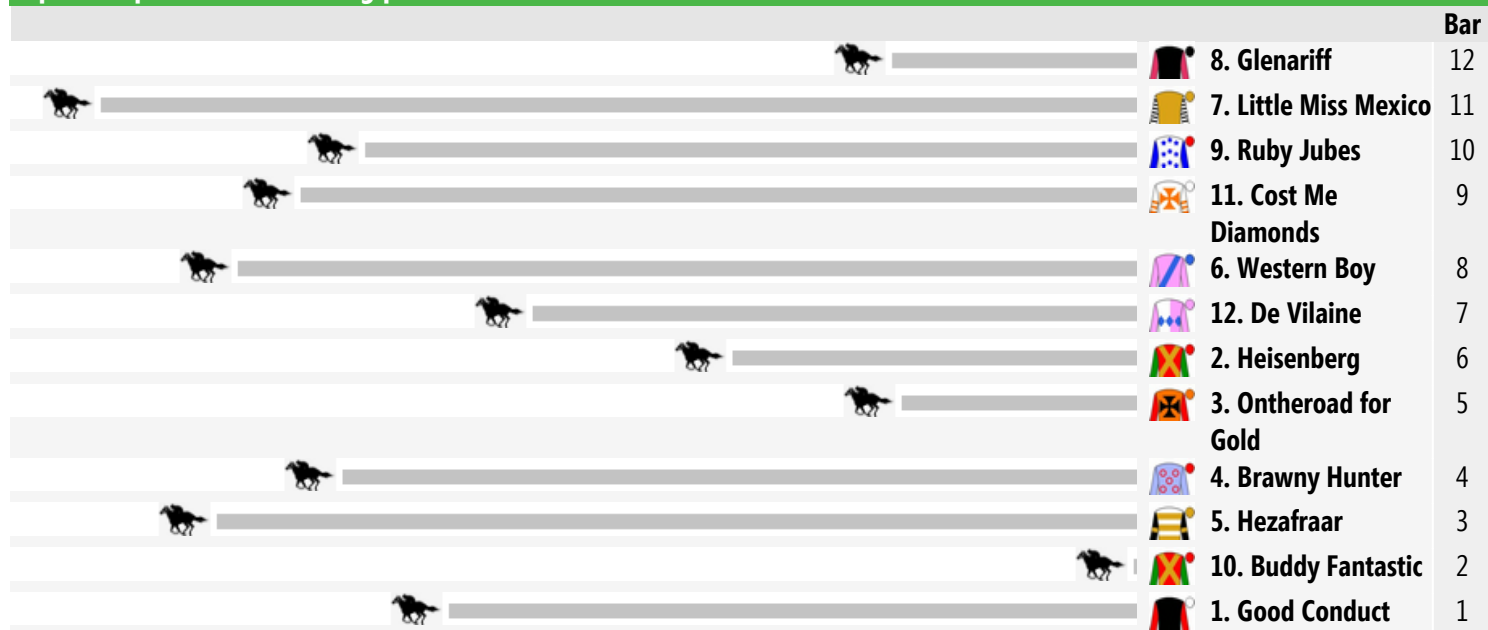 Bar
8. Glenariff 12
7. Little Miss Mexico 11
9. Ruby Jubes 10
11. Cost Me 9
Diamonds
6. Western Boy 8
12. De Vilaine 7
2. Heisenberg 6
3. Ontheroad for 5
Gold
4. Brawny Hunter 4
5. Hezafraar 3
10. Buddy Fantastic 2
1. Good Conduct 1